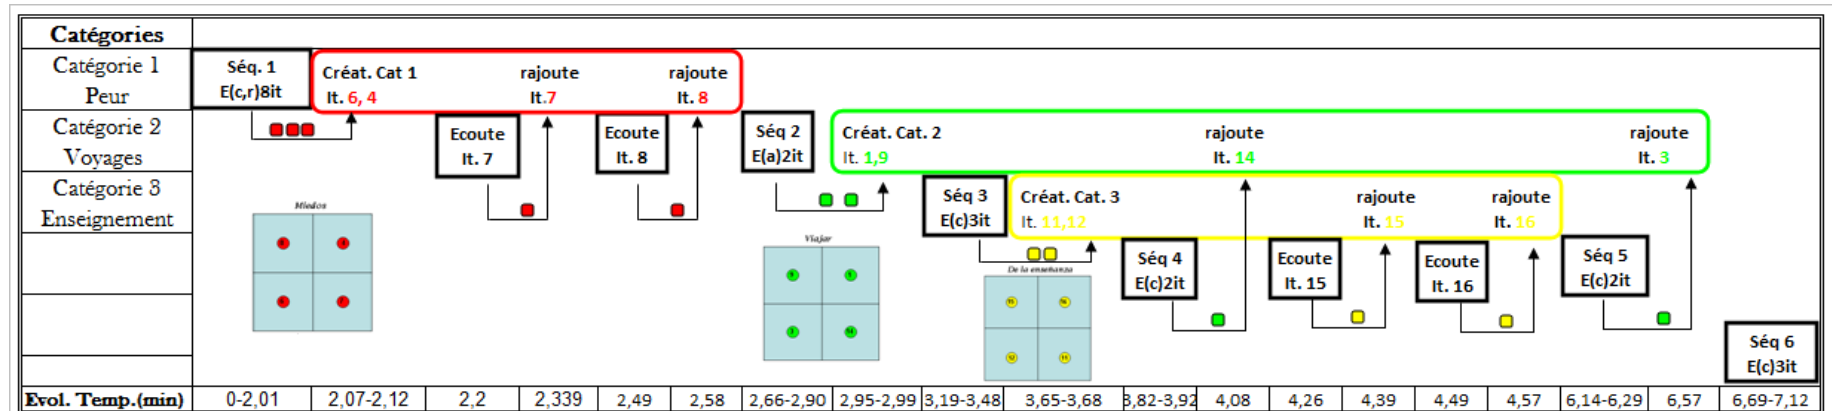 Catégories
Catégorie 1
Peur
Séq. 1
E(c,r)8it
Créat. Cat 1
It. 6, 4
rajoute
It.7
rajoute
It. 8
Catégorie 2
Voyages
Ecoute
It. 7
Ecoute
It. 8
Séq 2
E(a)2it
Créat. Cat. 2
It. 1,9
rajoute
It. 14
rajoute
It. 3
Catégorie 3
Enseignement
Séq 3
E(c)3it
Créat. Cat. 3
It. 11,12
rajoute
It. 15
rajoute
It. 16
Miedos
Viajar
De la enseñanza
Séq 4
E(c)2it
Ecoute
It. 15
Ecoute
It. 16
Séq 5
E(c)2it
Séq 6
E(c)3it
Evol. Temp.(min) 0-2,01 2,07-2,12 2,2 2,339 2,49 2,58 2,66-2,90 2,95-2,99 3,19-3,48 3,65-3,68 3,82-3,92 4,08 4,26 4,39 4,49 4,57 6,14-6,29 6,57 6,69-7,12